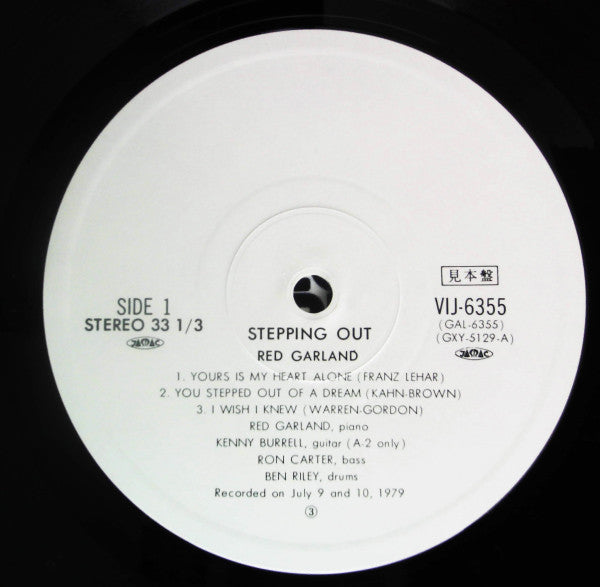 見本盤
SIDE 1
STEREO 33 1/3
JASRAC
VIJ-6355
(GAL-6355)
(GXY-5129-A)
JASRAC
STEPPING OUT
RED GARLAND
1. YOURS IS MY HEART ALONE (FRANZ LEHAR)
2. YOU STEPPED OUT OF A DREAM (KAHN-BROWN)
3. I WISH I KNEW (WARREN-GORDON)
RED GARLAND, piano
KENNY BURRELL, guitar (A-2 only)
RON CARTER, bass
BEN RILEY, drums
Recorded on July 9 and 10, 1979
③